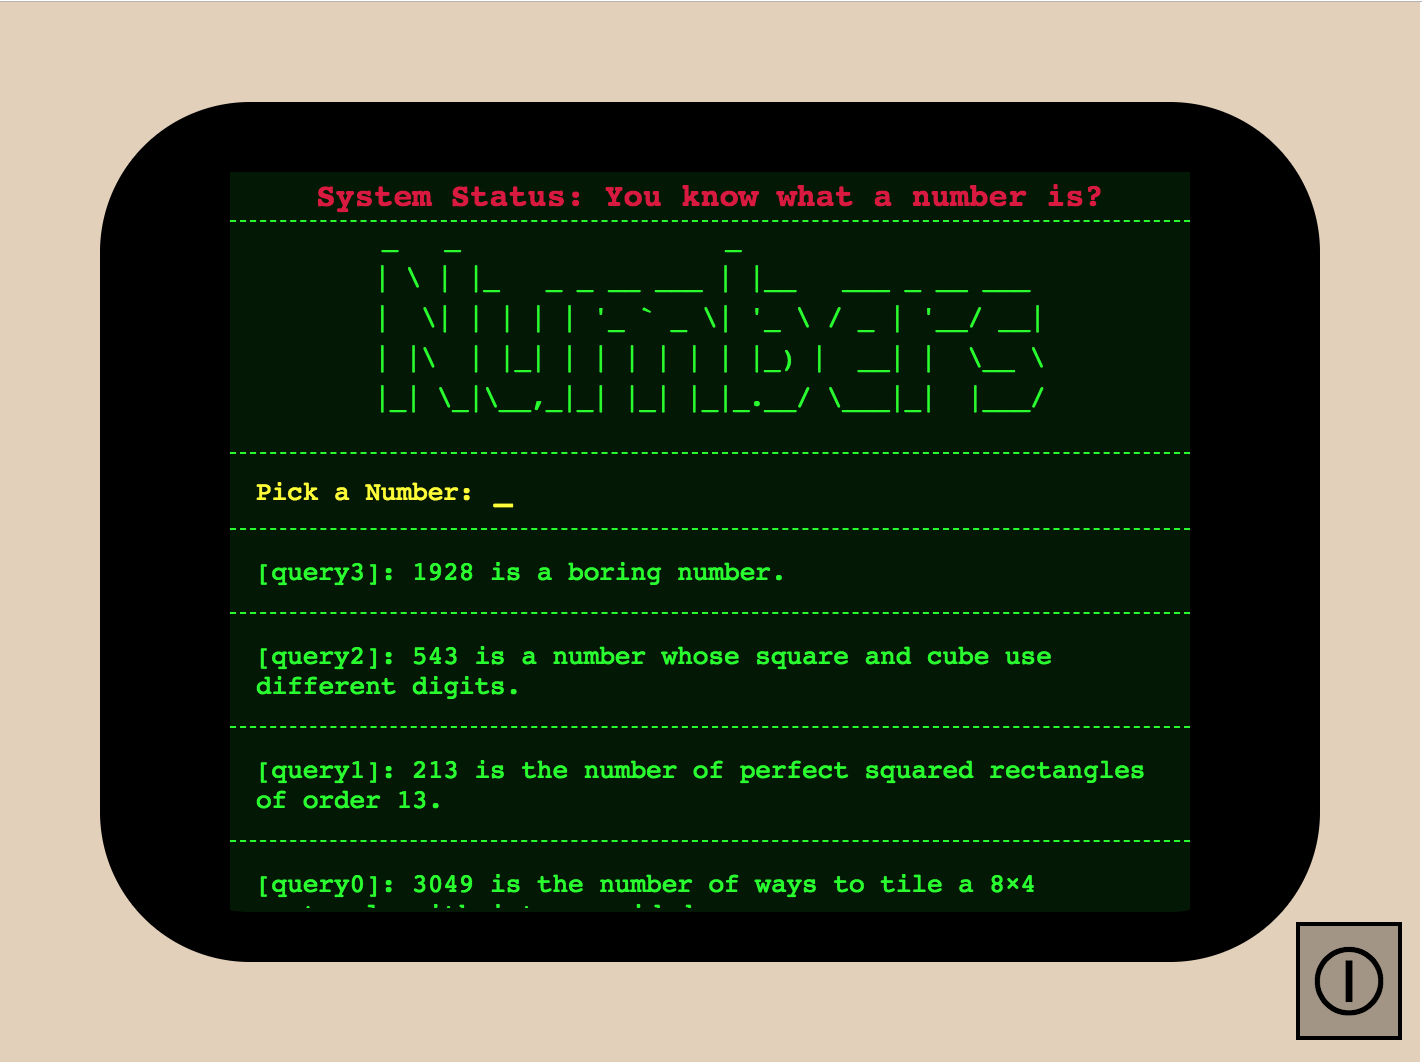 System Status: You know what a number is?
Numbers
Pick a Number: _
[query3]: 1928 is a boring number.
[query2]: 543 is a number whose square and cube use
different digits.
[query1]: 213 is the number of perfect squared rectangles
of order 13.
[query0]: 3049 is the number of ways to tile a 8×4